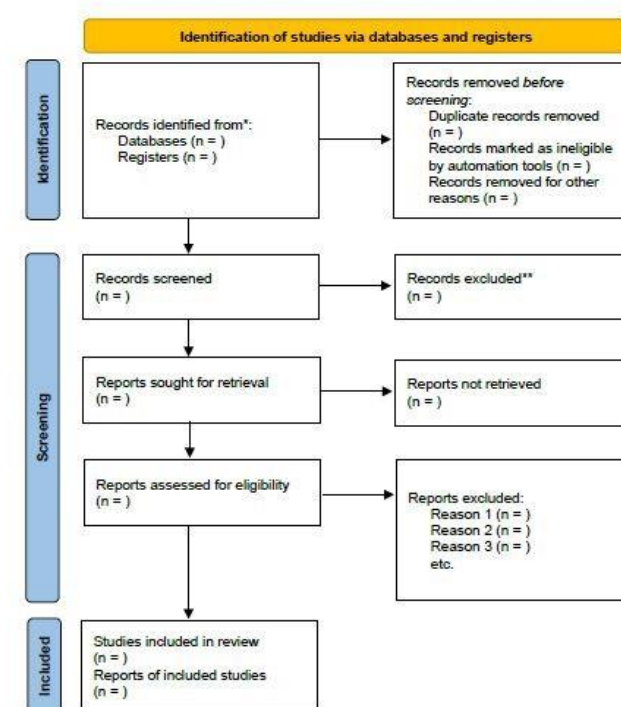 Identification of studies via databases and registers
Identification
Records identified from*:
Databases (n = )
Registers (n = )
Records removed before
screening:
Duplicate records removed
(n = )
Records marked as ineligible
by automation tools (n = )
Records removed for other
reasons (n = )
Screening
Records screened
(n = )
Records excluded**
(n = )
Reports sought for retrieval
(n = )
Reports not retrieved
(n = )
Reports assessed for eligibility
(n = )
Reports excluded:
Reason 1 (n = )
Reason 2 (n = )
Reason 3 (n = )
etc.
Included
Studies included in review
(n = )
Reports of included studies
(n = )